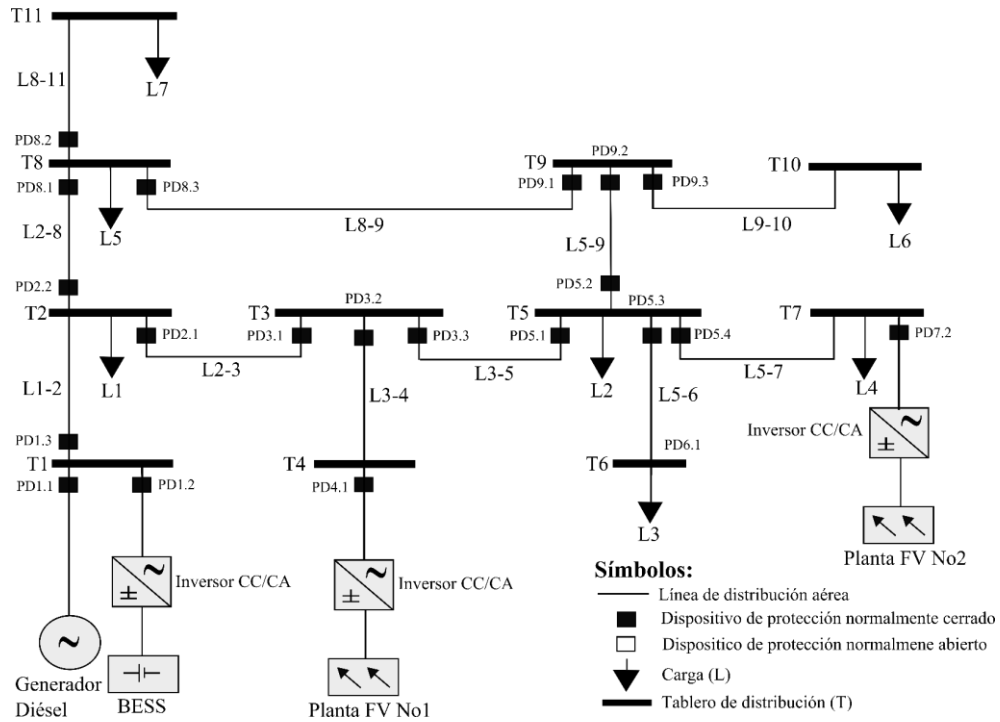 T11
L8-11
L7
PD8.2
T8
PD8.1
PD8.3
L5
L8-9
T9
PD9.2
PD9.1
PD9.3
T10
L9-10
L6
L2-8
L5-9
PD2.2
T2
PD2.1
L1
L2-3
T3
PD3.2
PD3.1
PD3.3
L3-5
PD5.2
T5
PD5.3
PD5.1
PD5.4
L2
L5-7
T7
PD7.2
L4
L1-2
L3-4
L5-6
PD1.3
T1
PD1.1
PD1.2
T4
PD4.1
T6
PD6.1
L3
Inversor CC/CA
Inversor CC/CA
Inversor CC/CA
Planta FV No2
Generador
Diésel
BESS
Planta FV No1
Símbolos:
Línea de distribución aérea
Dispositivo de protección normalmente cerrado
Dispositico de protección normalmene abierto
Carga (L)
Tablero de distribución (T)